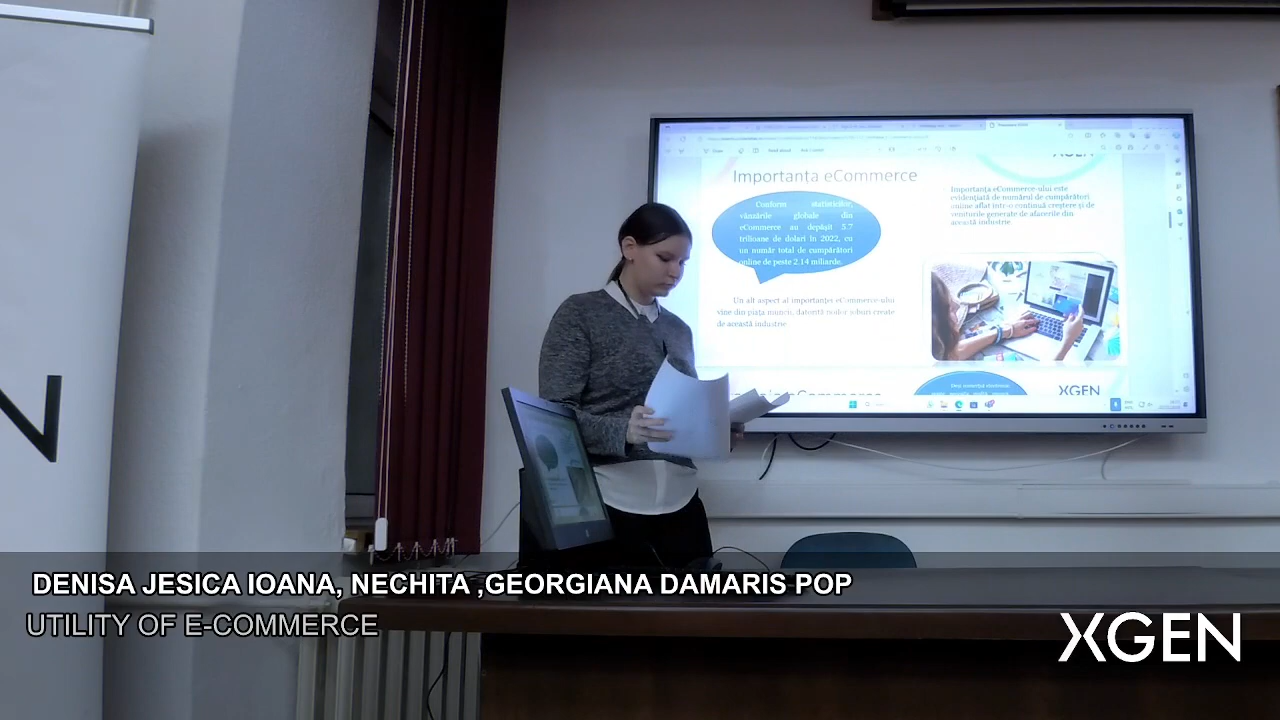 XGEN
Importanța eCommerce
Conform statisticilor,
vânzările globale din
eCommerce au depășit 5.7
trilioane de dolari în 2022, cu
un număr total de cumpărători
online de peste 2.14 miliarde.
Importanța eCommerce-ului este
evidențiată de numărul de cumpărători
online aflat într-o continuă creștere și de
veniturile generate de afacerile din
această industrie
Un alt aspect al importanței eCommerce-ului
vine din piața muncii, datorită noilor joburi create
de această industrie
XGEN
N
DENISA JESICA IOANA, NECHITA ,GEORGIANA DAMARIS POP
UTILITY OF E-COMMERCE
XGEN